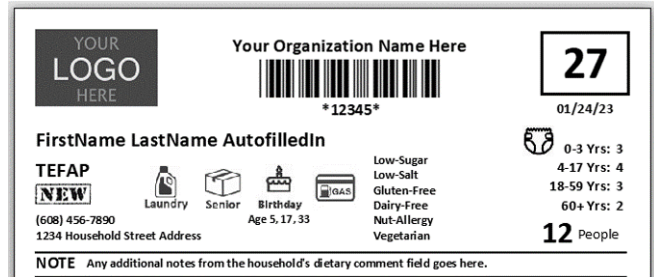 YOUR
LOGO
HERE
Your Organization Name Here
*12345*
27
01/24/23
FirstName LastName AutofilledIn
TEFAP
NEW
(608) 456-7890
1234 Household Street Address
Laundry
Senior
Birthday
Age 5, 17, 33
GAS
Low-Sugar
Low-Salt
Gluten-Free
Dairy-Free
Nut-Allergy
Vegetarian
0-3 Yrs: 3
4-17 Yrs: 4
18-59 Yrs: 3
60+ Yrs: 2
12 People
NOTE Any additional notes from the household's dietary comment field goes here.